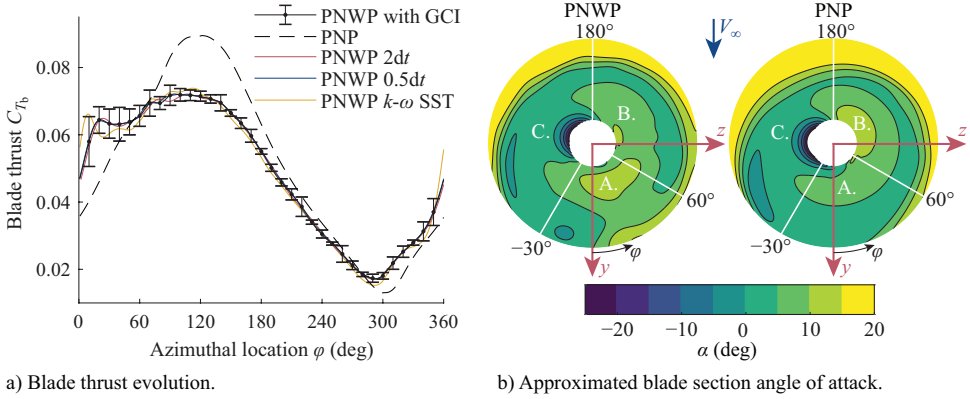 PNWP with GCI
PNP
PNWP 2dt
PNWP 0.5dt
PNWP k-ω SST
0.08
0.06
0.04
0.02
Blade thrust C_{T_b}
0 60 120 180 240 300 360
Azimuthal location φ (deg)
a) Blade thrust evolution.
PNWP
180°
V∞
PNP
180°
B.
C.
A.
z
60°
−30°
φ
y
B.
C.
A.
z
60°
−30°
φ
y
−20 −10 0 10 20
α (deg)
b) Approximated blade section angle of attack.